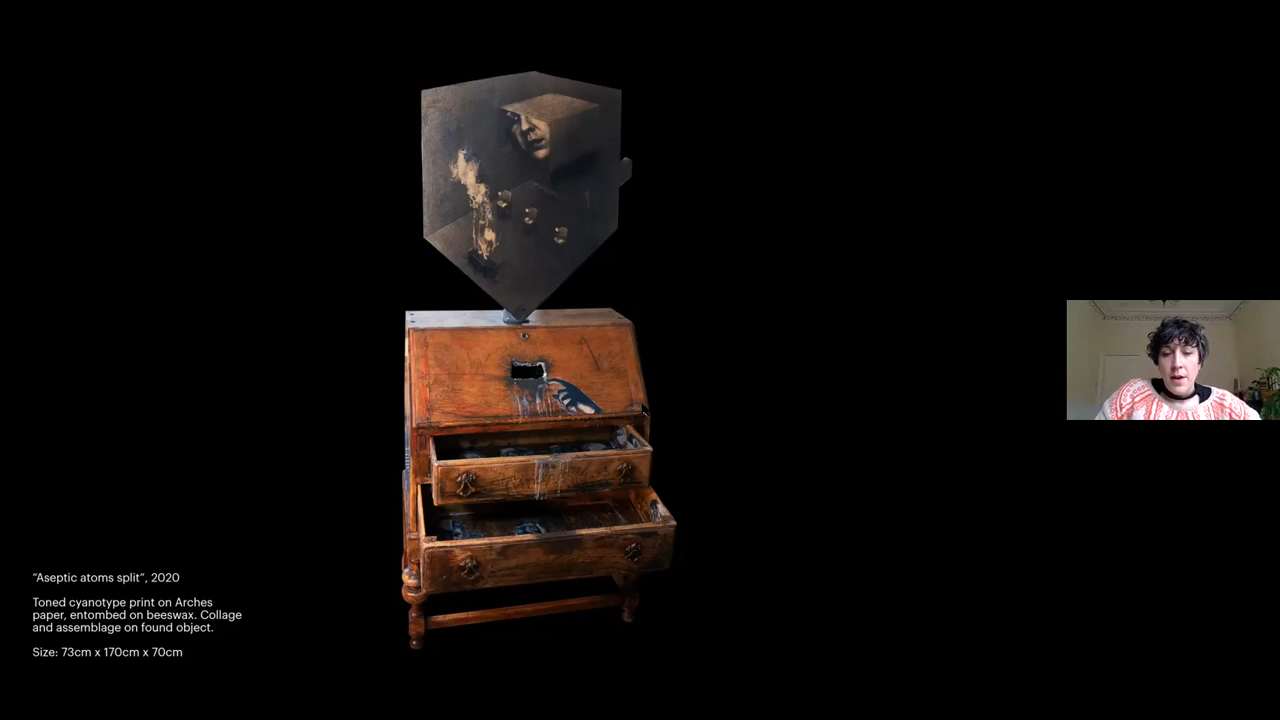 “Aseptic atoms split”, 2020
Toned cyanotype print on Arches
paper, entombed on beeswax. Collage
and assemblage on found object.
Size: 73cm x 170cm x 70cm